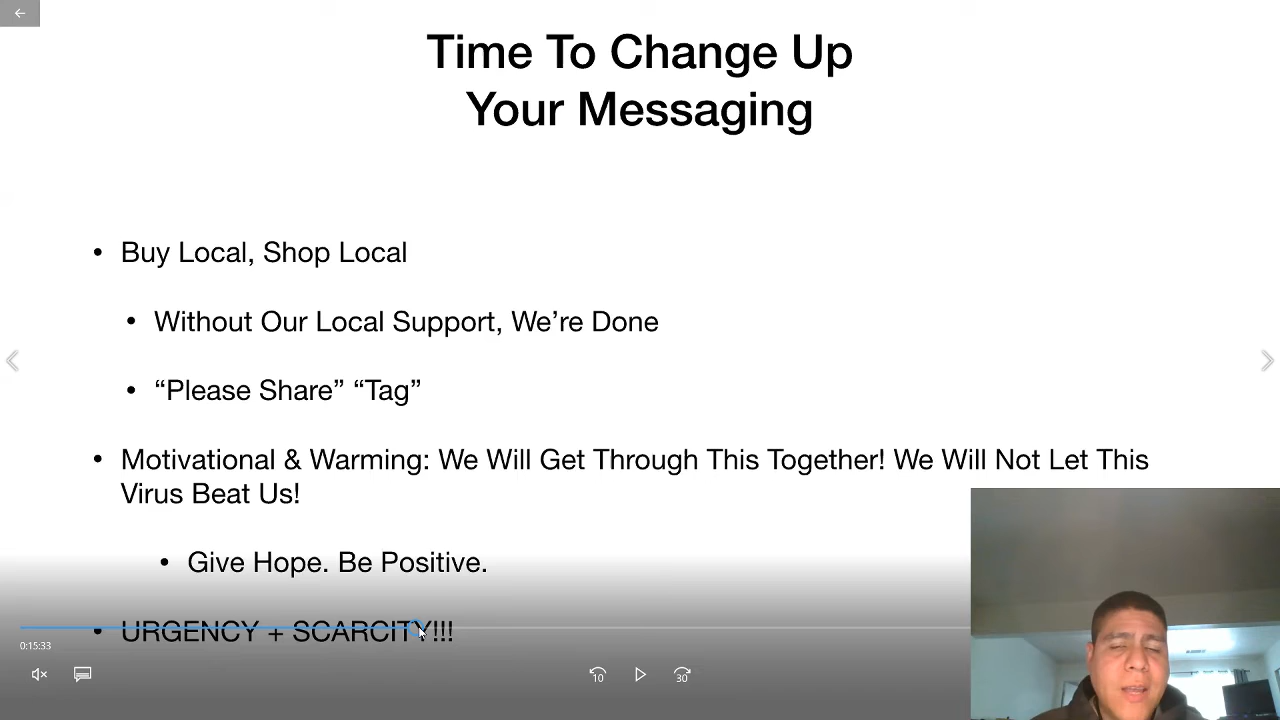 Time To Change Up
Your Messaging
• Buy Local, Shop Local
• Without Our Local Support, We’re Done
• “Please Share” “Tag”
• Motivational & Warming: We Will Get Through This Together! We Will Not Let This
Virus Beat Us!
• Give Hope. Be Positive.
• URGENCY + SCARCITY!!!
0:15:33
10
30